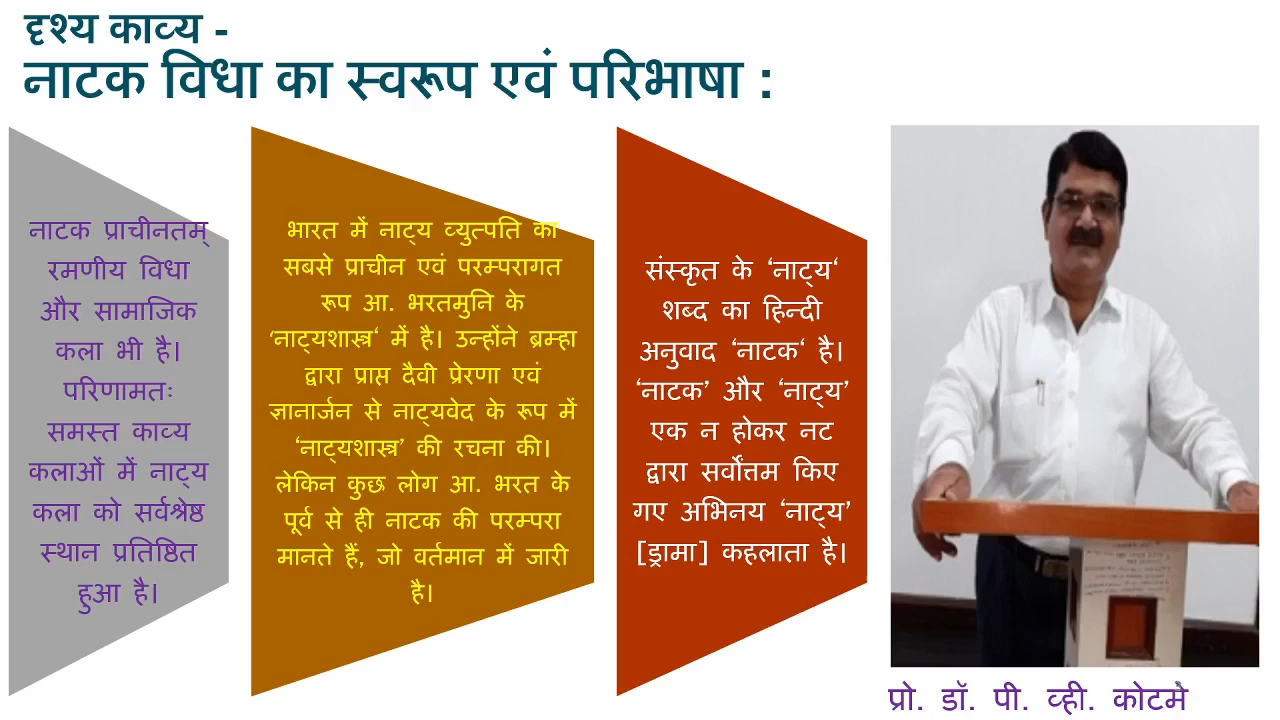 दृश्य काव्य -
नाटक विधा का स्वरूप एवं परिभाषा :
नाटक प्राचीनतम्
रमणीय विधा
और सामाजिक
कला भी है।
परिणामतः
समस्त काव्य
कलाओं में नाट्य
कला को सर्वश्रेष्ठ
स्थान प्रतिष्ठित
हुआ है।
भारत में नाट्य व्युत्पति का
सबसे प्राचीन एवं परम्परागत
रूप आ. भरतमुनि के
‘नाट्यशास्त्र‘ में है। उन्होंने ब्रम्हा
द्वारा प्राप्त दैवी प्रेरणा एवं
ज्ञानार्जन से नाट्यवेद के रूप में
‘नाट्यशास्त्र’ की रचना की।
लेकिन कुछ लोग आ. भरत के
पूर्व से ही नाटक की परम्परा
मानते हैं, जो वर्तमान में जारी
है।
संस्कृत के ‘नाट्य‘
शब्द का हिन्दी
अनुवाद ‘नाटक‘ है।
‘नाटक’ और ‘नाट्य’
एक न होकर नट
द्वारा सर्वोत्तम किए
गए अभिनय ‘नाट्य’
[ड्रामा] कहलाता है।
प्रो. डॉ. पी. व्ही. कोटमे